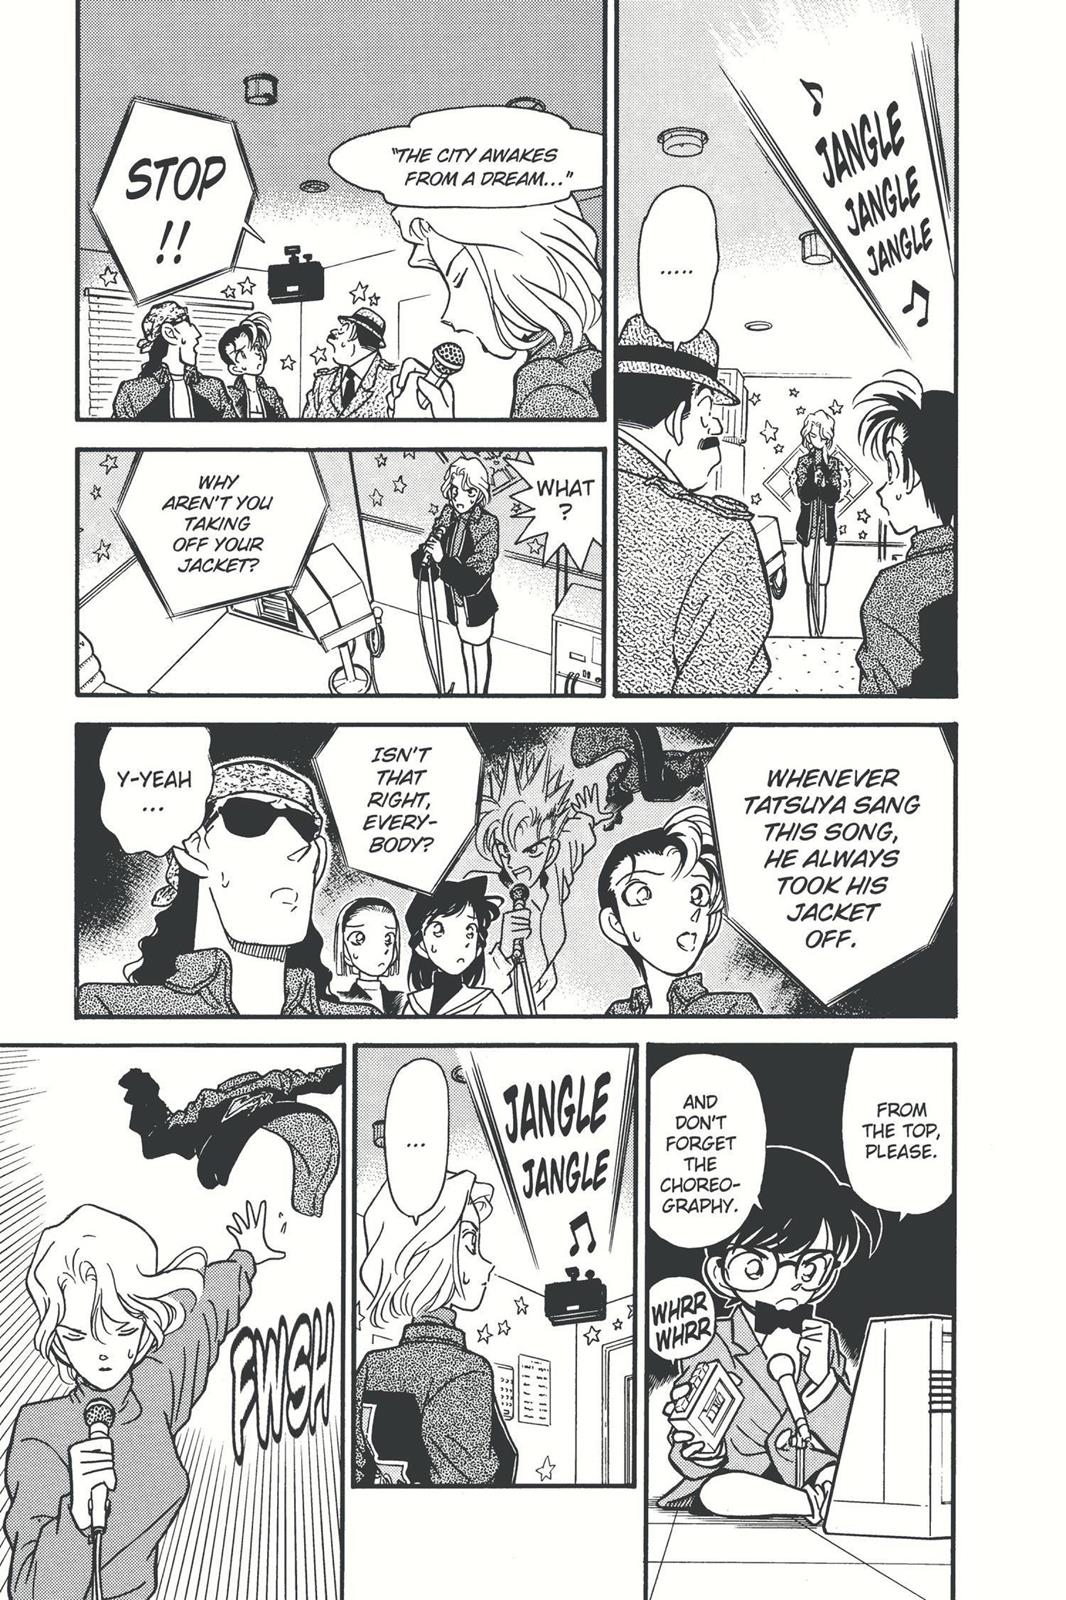 JANGLE
JANGLE
JANGLE
.....
"THE CITY AWAKES
FROM A DREAM..."
STOP
!!
WHAT
?
WHY
AREN'T YOU
TAKING
OFF YOUR
JACKET?
WHENEVER
TATSUYA SANG
THIS SONG,
HE ALWAYS
TOOK HIS
JACKET
OFF.
ISN'T
THAT
RIGHT,
EVERY-
BODY?
Y-YEAH
...
FROM
THE TOP,
PLEASE.
AND
DON'T
FORGET
THE
CHOREO-
GRAPHY.
WHRR
WHRR
JANGLE
JANGLE
...
FWSH